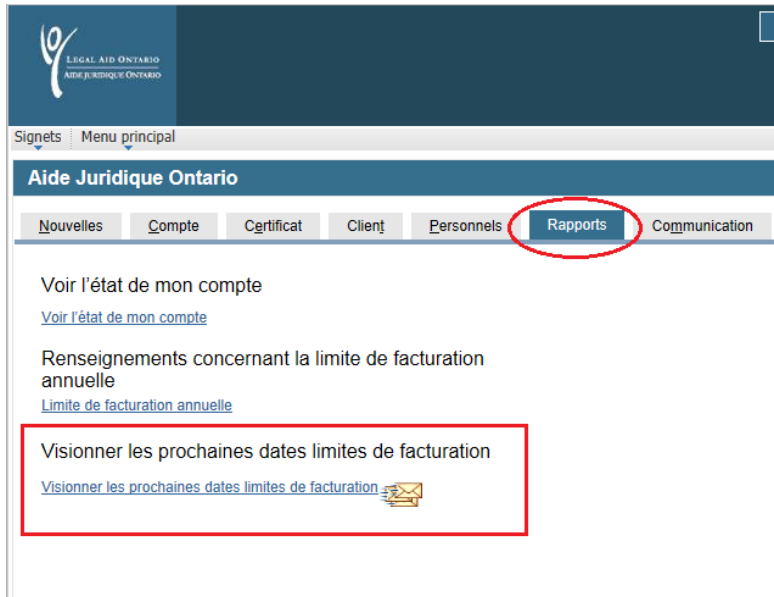 LEGAL AID ONTARIO
AIDE JURIDIQUE ONTARIO
Signets Menu principal
Aide Juridique Ontario
Nouvelles Compte Certificat Client Personnels Rapports Communication
Voir l'état de mon compte
Voir l'état de mon compte
Renseignements concernant la limite de facturation
annuelle
Limite de facturation annuelle
Visionner les prochaines dates limites de facturation
Visionner les prochaines dates limites de facturation